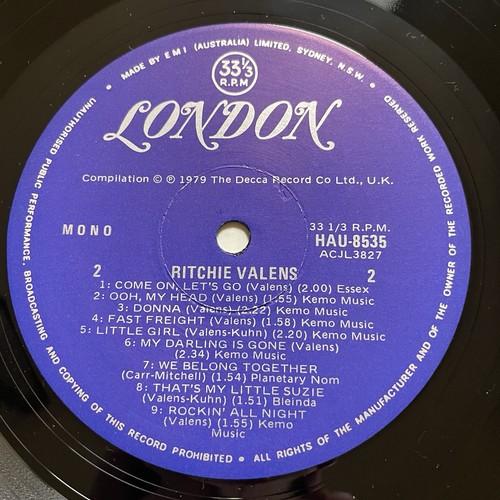 • MADE BY E M I (AUSTRALIA) LIMITED, SYDNEY, N.S.W. •
33⅓
R.P.M
LONDON
Compilation © ℗ 1979 The Decca Record Co Ltd., U.K.
MONO
33 1/3 R.P.M.
HAU-8535
ACJL3827
2 RITCHIE VALENS 2
1: COME ON, LET'S GO (Valens) (2.00) Essex
2: OOH, MY HEAD (Valens) (1.55) Kemo Music
3: DONNA (Valens) (2.22) Kemo Music
4: FAST FREIGHT (Valens) (1.58) Kemo Music
5: LITTLE GIRL (Valens-Kuhn) (2.20) Kemo Music
6: MY DARLING IS GONE (Valens)
(2.34) Kemo Music
7: WE BELONG TOGETHER
(Carr-Mitchell) (1.54) Planetary Nom
8: THAT'S MY LITTLE SUZIE
(Valens-Kuhn) (1.51) Bleinda
9: ROCKIN' ALL NIGHT
(Valens) (1.55) Kemo
Music
UNAUTHORISED PUBLIC PERFORMANCE, BROADCASTING AND COPYING OF THIS RECORD PROHIBITED • ALL RIGHTS OF THE MANUFACTURER AND OF THE OWNER OF THE RECORDED WORK RESERVED